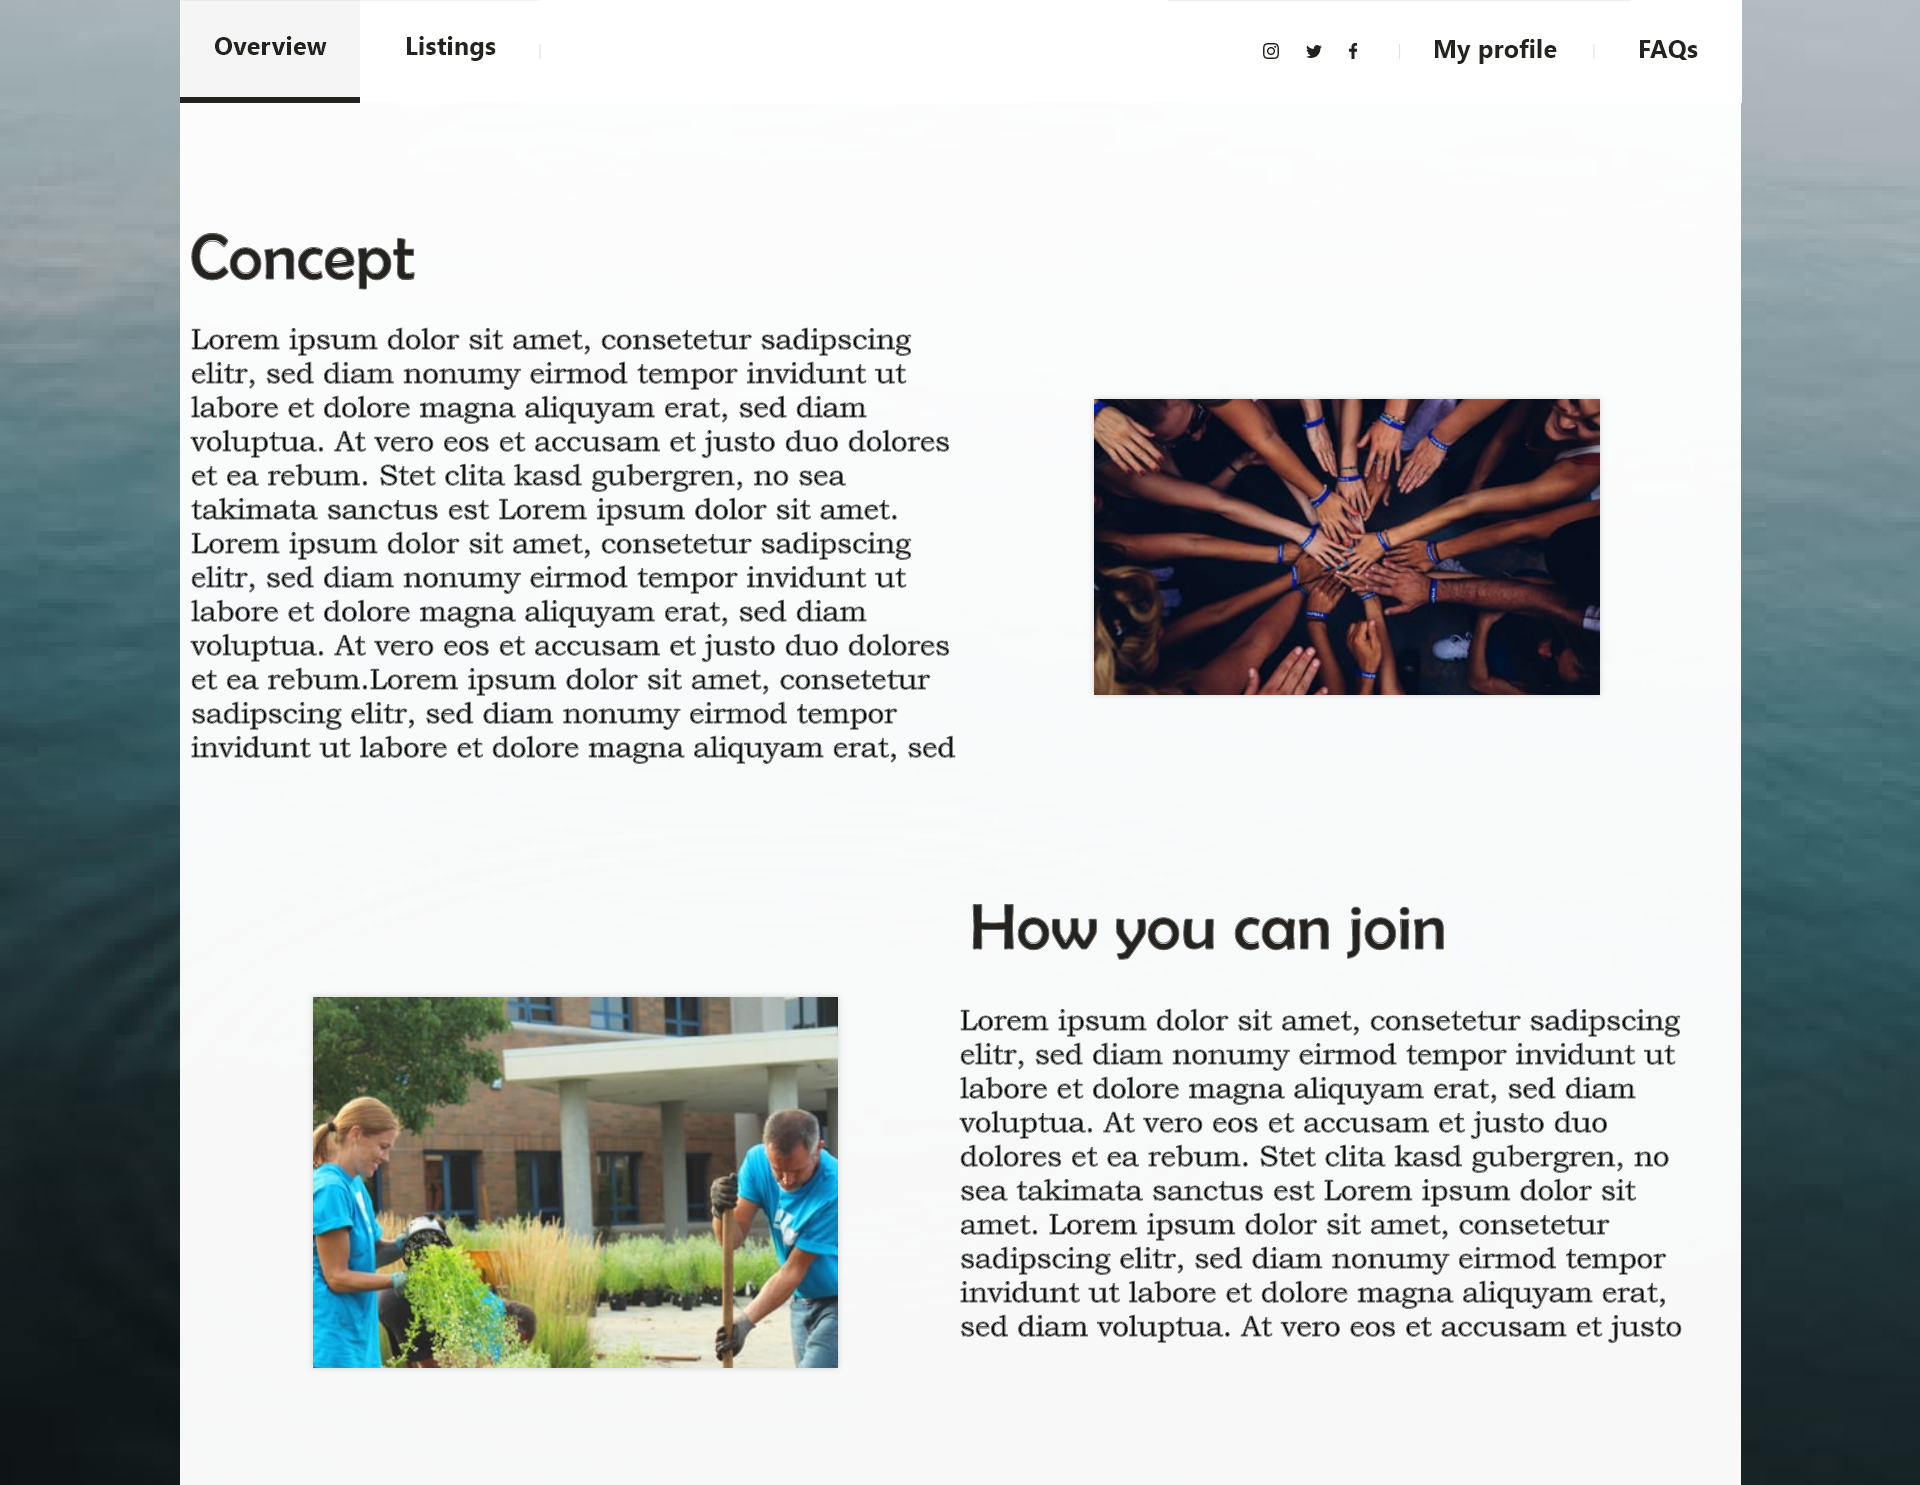 Overview
Listings
My profile
FAQs
Concept
Lorem ipsum dolor sit amet, consetetur sadipscing
elitr, sed diam nonumy eirmod tempor invidunt ut
labore et dolore magna aliquyam erat, sed diam
voluptua. At vero eos et accusam et justo duo dolores
et ea rebum. Stet clita kasd gubergren, no sea
takimata sanctus est Lorem ipsum dolor sit amet.
Lorem ipsum dolor sit amet, consetetur sadipscing
elitr, sed diam nonumy eirmod tempor invidunt ut
labore et dolore magna aliquyam erat, sed diam
voluptua. At vero eos et accusam et justo duo dolores
et ea rebum.Lorem ipsum dolor sit amet, consetetur
sadipscing elitr, sed diam nonumy eirmod tempor
invidunt ut labore et dolore magna aliquyam erat, sed
How you can join
Lorem ipsum dolor sit amet, consetetur sadipscing
elitr, sed diam nonumy eirmod tempor invidunt ut
labore et dolore magna aliquyam erat, sed diam
voluptua. At vero eos et accusam et justo duo
dolores et ea rebum. Stet clita kasd gubergren, no
sea takimata sanctus est Lorem ipsum dolor sit
amet. Lorem ipsum dolor sit amet, consetetur
sadipscing elitr, sed diam nonumy eirmod tempor
invidunt ut labore et dolore magna aliquyam erat,
sed diam voluptua. At vero eos et accusam et justo